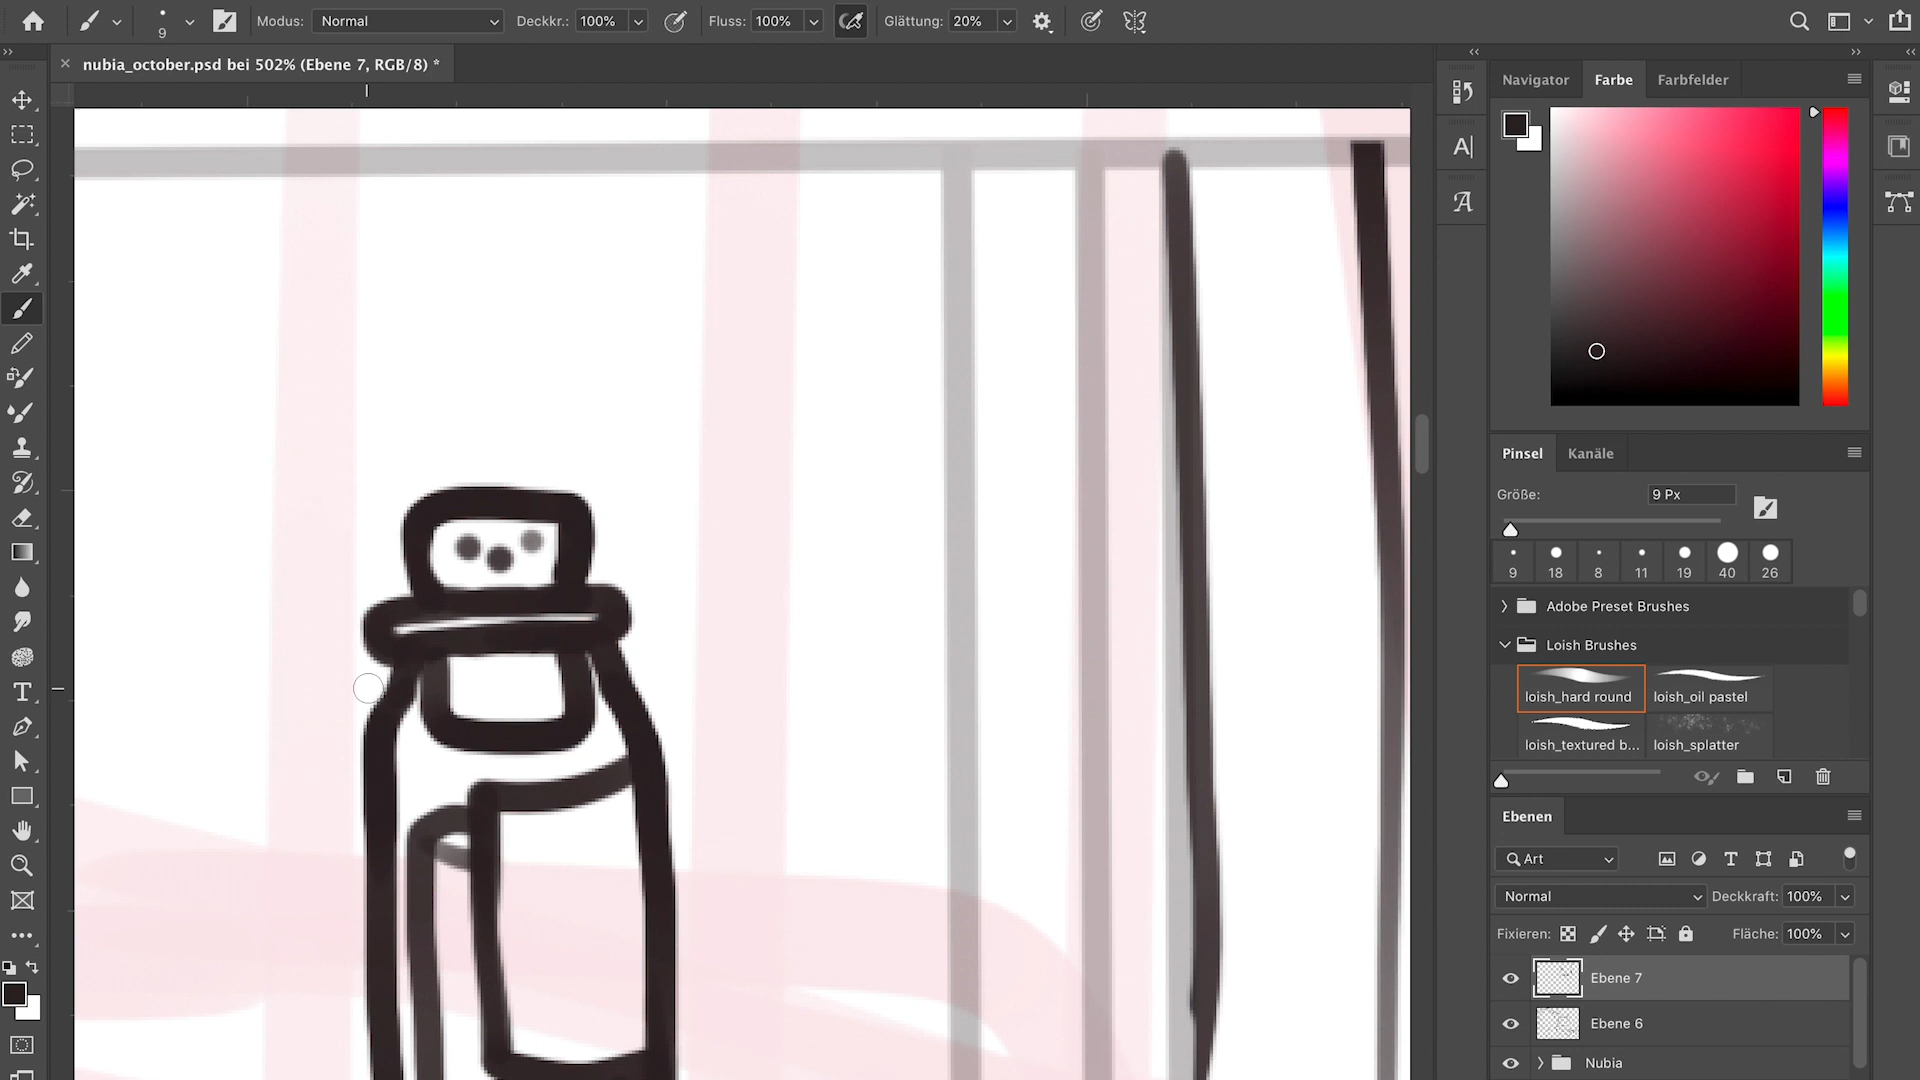 9
Modus: Normal
Deckkr.: 100%
Fluss: 100%
Glättung: 20%
nubia_october.psd bei 502% (Ebene 7, RGB/8) *
Navigator Farbe Farbfelder
Pinsel Kanäle
Größe: 9 Px
9 18 8 11 19 40 26
Adobe Preset Brushes
Loish Brushes
loish_hard round loish_oil pastel
loish_textured b... loish_splatter
Ebenen
Art
Normal Deckkraft: 100%
Fixieren: Fläche: 100%
Ebene 7
Ebene 6
Nubia